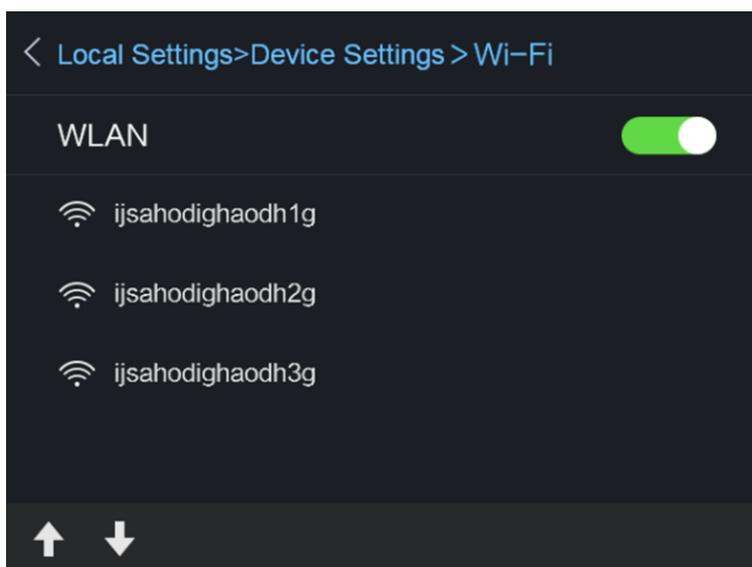 Local Settings>Device Settings > Wi-Fi
WLAN
ijsahodighaodh1g
ijsahodighaodh2g
ijsahodighaodh3g